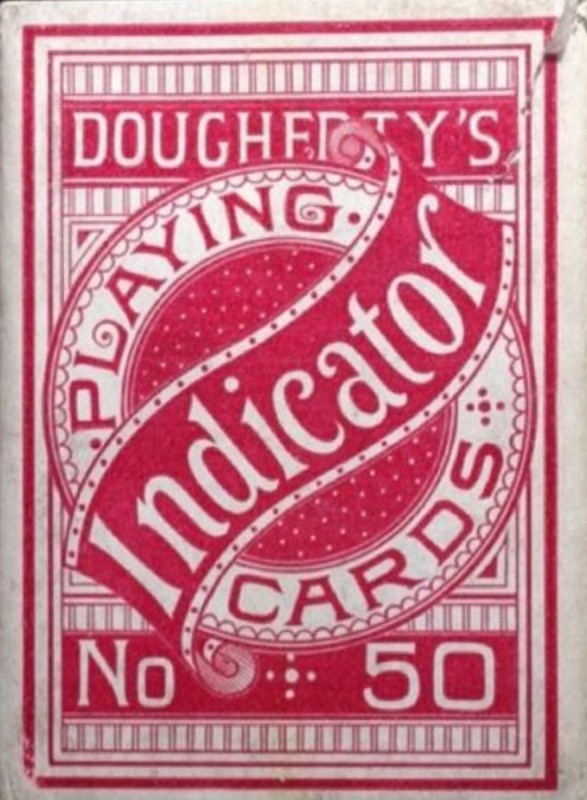 DOUGHERTY'S
PLAYING
Indicator
CARDS
No 50